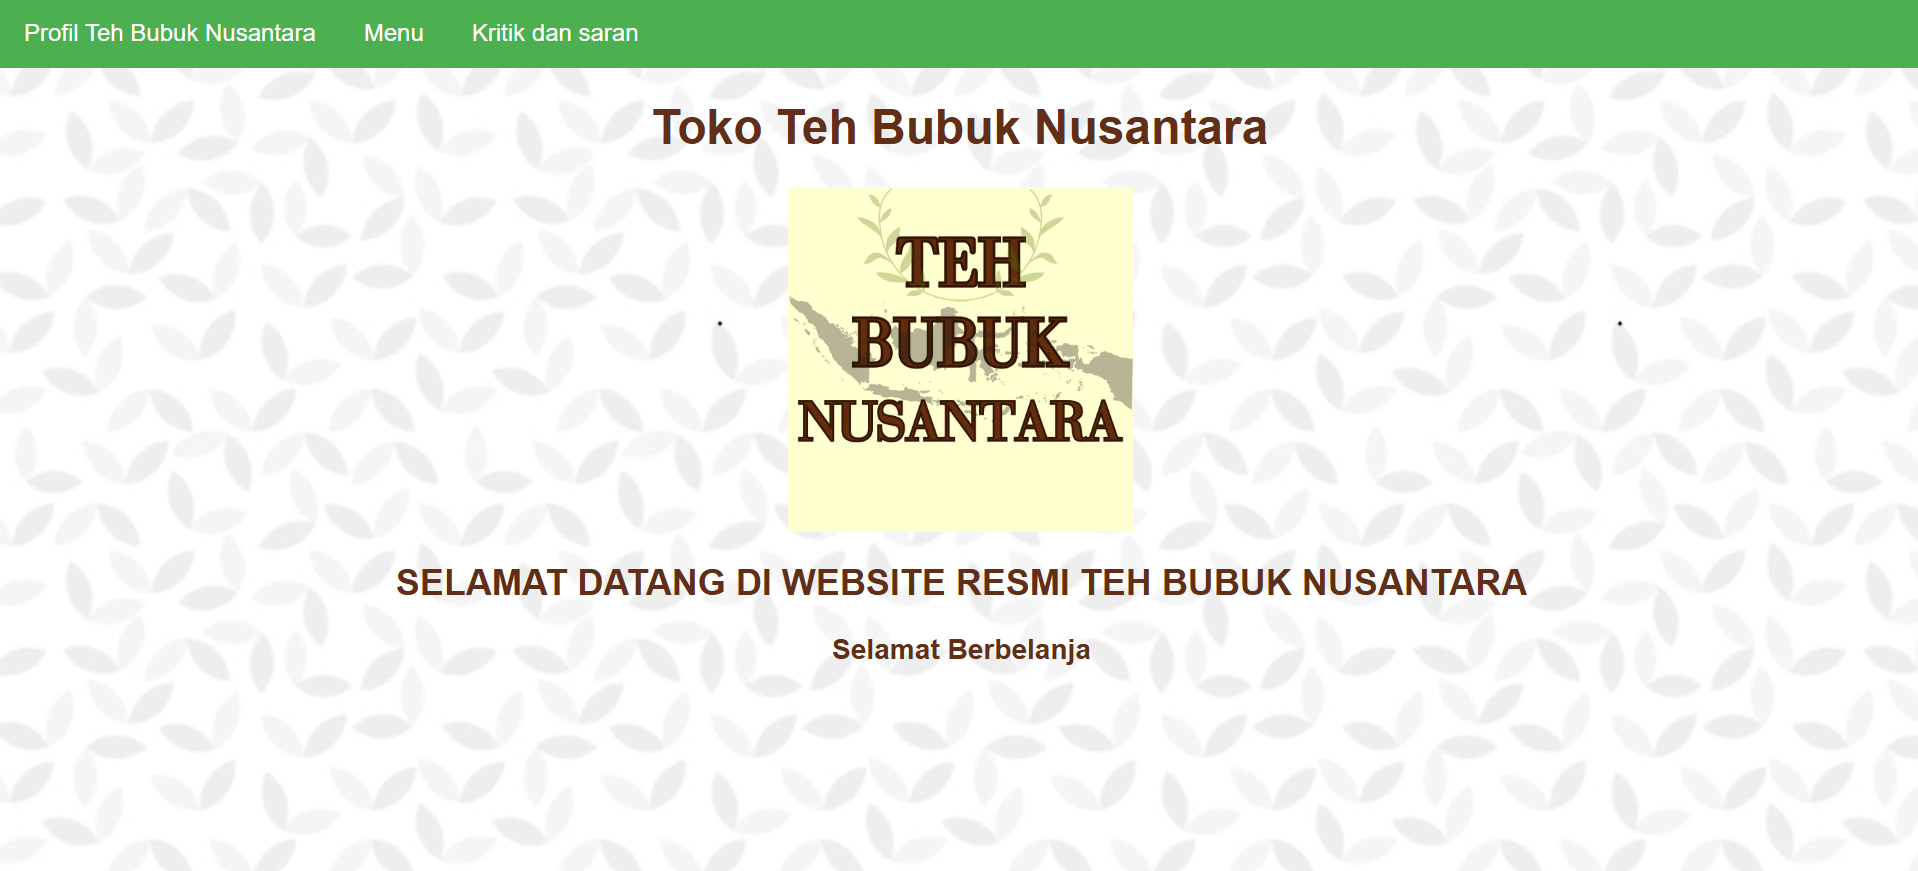 Profil Teh Bubuk Nusantara Menu Kritik dan saran
Toko Teh Bubuk Nusantara
TEH
BUBUK
NUSANTARA
SELAMAT DATANG DI WEBSITE RESMI TEH BUBUK NUSANTARA
Selamat Berbelanja